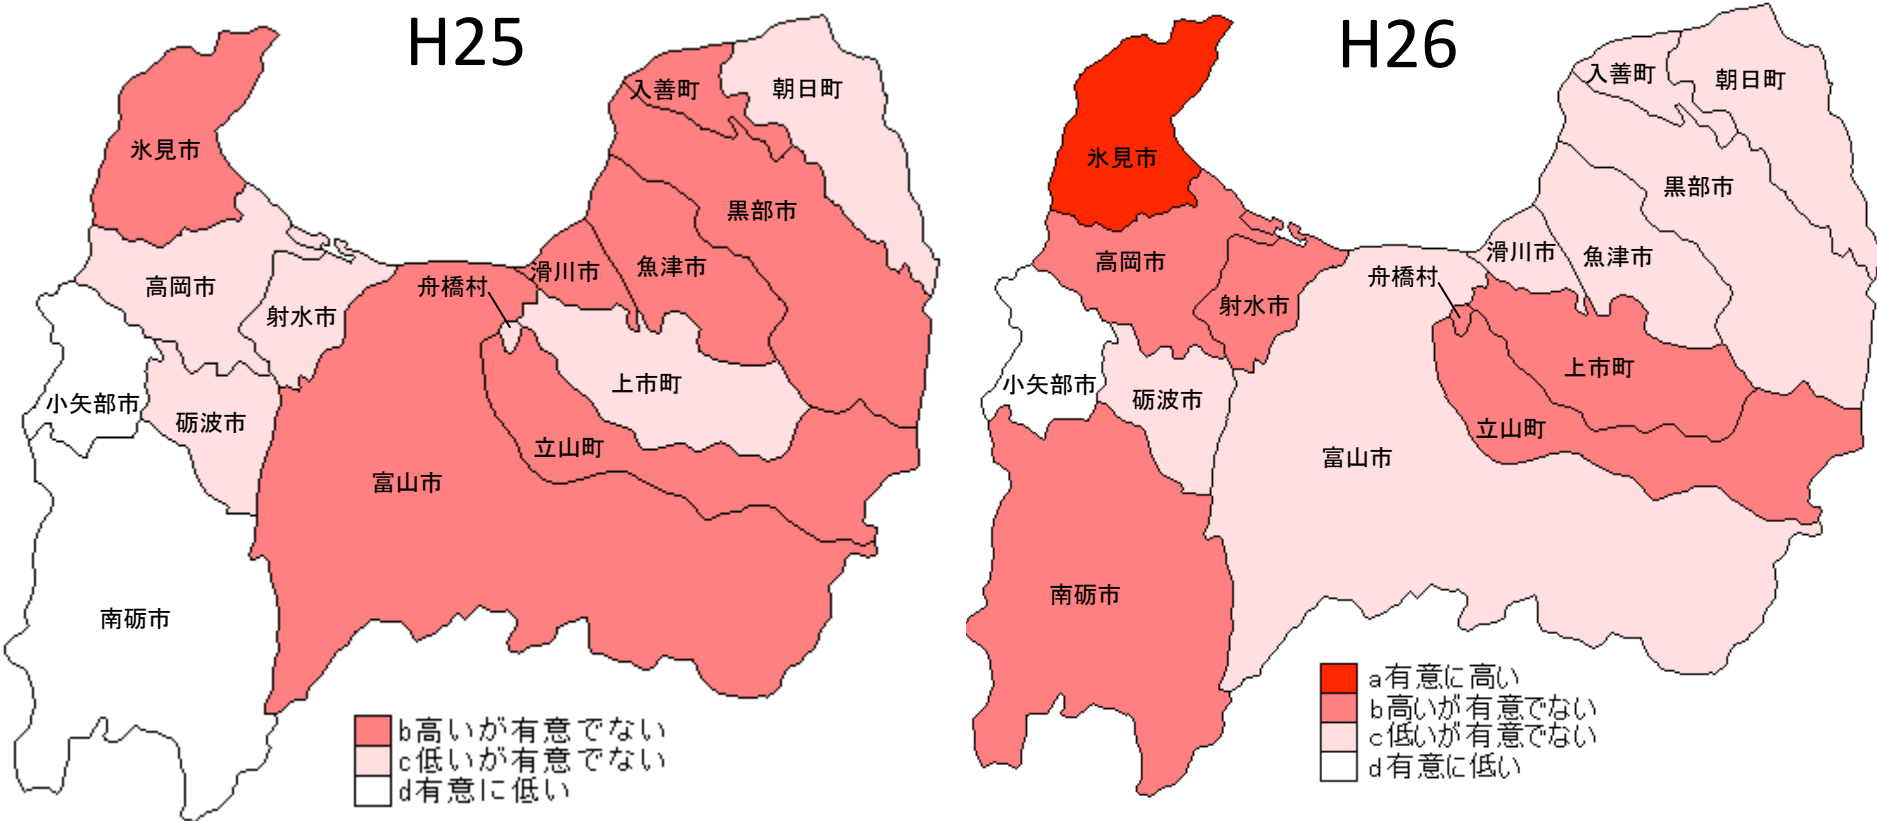 H25
入善町
朝日町
氷見市
黒部市
魚津市
滑川市
舟橋村
高岡市
射水市
上市町
小矢部市
砺波市
立山町
富山市
南砺市
b高いが有意でない
c低いが有意でない
d有意に低い
H26
入善町
朝日町
氷見市
黒部市
滑川市
魚津市
高岡市
舟橋村
射水市
上市町
小矢部市
砺波市
立山町
富山市
南砺市
a有意に高い
b高いが有意でない
c低いが有意でない
d有意に低い